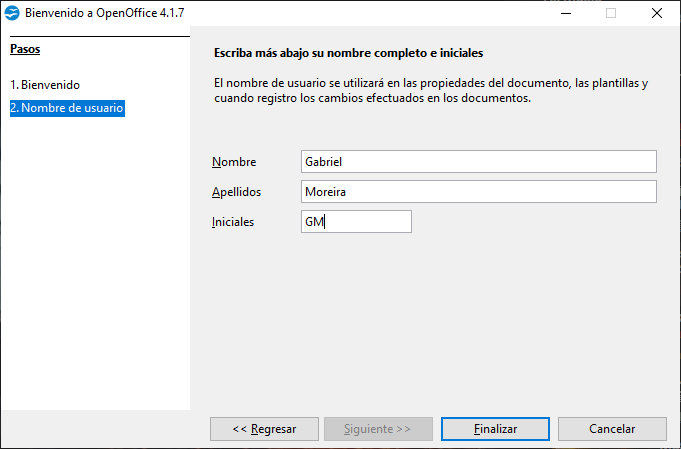 Bienvenido a OpenOffice 4.1.7
Pasos
1. Bienvenido
2. Nombre de usuario
Escriba más abajo su nombre completo e iniciales
El nombre de usuario se utilizará en las propiedades del documento, las plantillas y
cuando registro los cambios efectuados en los documentos.
Nombre Gabriel
Apellidos Moreira
Iniciales GM
<< Regresar Siguiente >> Finalizar Cancelar